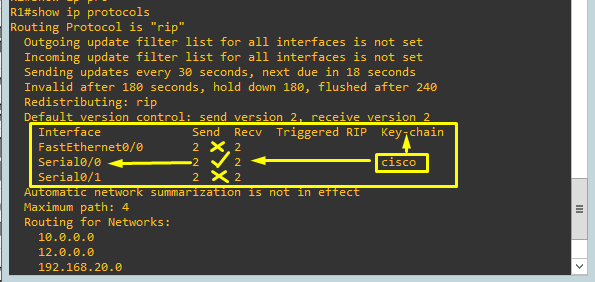 R1#show ip protocols
Routing Protocol is "rip"
Outgoing update filter list for all interfaces is not set
Incoming update filter list for all interfaces is not set
Sending updates every 30 seconds, next due in 18 seconds
Invalid after 180 seconds, hold down 180, flushed after 240
Redistributing: rip
Default version control: send version 2, receive version 2
Interface Send Recv Triggered RIP Key-chain
FastEthernet0/0 2 2
Serial0/0 2 2 cisco
Serial0/1 2 2
Automatic network summarization is not in effect
Maximum path: 4
Routing for Networks:
10.0.0.0
12.0.0.0
192.168.20.0